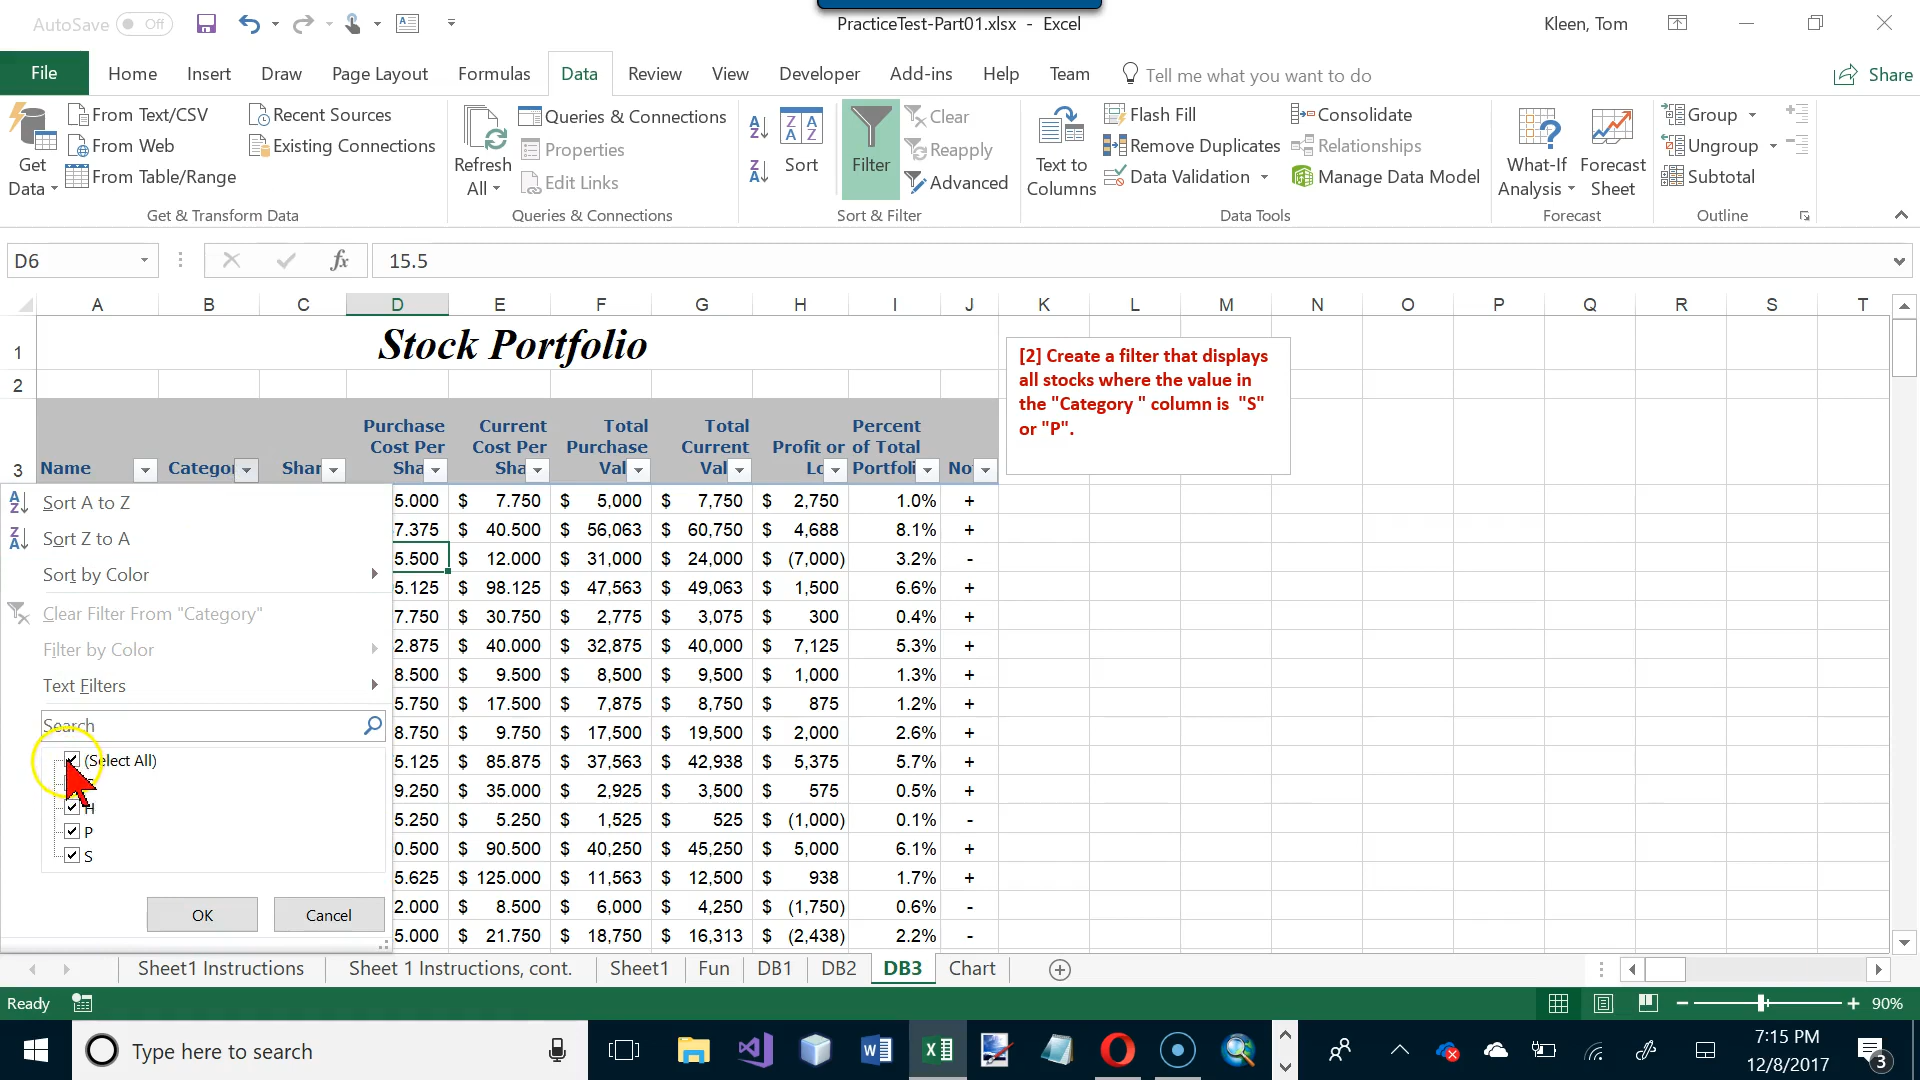 AutoSave Off
PracticeTest-Part01.xlsx - Excel
Kleen, Tom
File Home Insert Draw Page Layout Formulas Data Review View Developer Add-ins Help Team Tell me what you want to do Share
Get Data
From Text/CSV
From Web
From Table/Range
Recent Sources
Existing Connections
Get & Transform Data
Refresh All
Queries & Connections
Properties
Edit Links
Queries & Connections
Sort
Filter
Clear
Reapply
Advanced
Sort & Filter
Text to Columns
Flash Fill
Remove Duplicates
Data Validation
Consolidate
Relationships
Manage Data Model
Data Tools
What-If Analysis
Forecast Sheet
Forecast
Group
Ungroup
Subtotal
Outline
D6 fx 15.5
A B C D E F G H I J K L M N O P Q R S T
1 Stock Portfolio
2
[2] Create a filter that displays
all stocks where the value in
the "Category " column is "S"
or "P".
Purchase Current Total Total Percent
Cost Per Cost Per Purchase Current Profit or of Total
3 Name Categor Shar Sha Sha Val Val Lo Portfoli No
5.000 $ 7.750 $ 5,000 $ 7,750 $ 2,750 1.0% +
7.375 $ 40.500 $ 56,063 $ 60,750 $ 4,688 8.1% +
5.500 $ 12.000 $ 31,000 $ 24,000 $ (7,000) 3.2% -
5.125 $ 98.125 $ 47,563 $ 49,063 $ 1,500 6.6% +
7.750 $ 30.750 $ 2,775 $ 3,075 $ 300 0.4% +
2.875 $ 40.000 $ 32,875 $ 40,000 $ 7,125 5.3% +
8.500 $ 9.500 $ 8,500 $ 9,500 $ 1,000 1.3% +
5.750 $ 17.500 $ 7,875 $ 8,750 $ 875 1.2% +
8.750 $ 9.750 $ 17,500 $ 19,500 $ 2,000 2.6% +
5.125 $ 85.875 $ 37,563 $ 42,938 $ 5,375 5.7% +
9.250 $ 35.000 $ 2,925 $ 3,500 $ 575 0.5% +
5.250 $ 5.250 $ 1,525 $ 525 $ (1,000) 0.1% -
0.500 $ 90.500 $ 40,250 $ 45,250 $ 5,000 6.1% +
5.625 $ 125.000 $ 11,563 $ 12,500 $ 938 1.7% +
2.000 $ 8.500 $ 6,000 $ 4,250 $ (1,750) 0.6% -
5.000 $ 21.750 $ 18,750 $ 16,313 $ (2,438) 2.2% -
Sort A to Z
Sort Z to A
Sort by Color
Clear Filter From "Category"
Filter by Color
Text Filters
Search
(Select All)
H
P
S
OK Cancel
Sheet1 Instructions Sheet 1 Instructions, cont. Sheet1 Fun DB1 DB2 DB3 Chart
Ready 90%
Type here to search
7:15 PM
12/8/2017
3